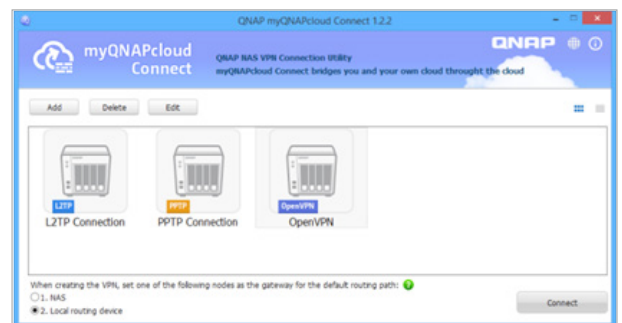 QNAP myQNAPcloud Connect 1.2.2
myQNAPcloud
Connect
QNAP NAS VPN Connection Utility
myQNAPcloud Connect bridges you and your own cloud throught the cloud
QNAP
Add Delete Edit
L2TP
L2TP Connection
PPTP
PPTP Connection
OpenVPN
OpenVPN
When creating the VPN, set one of the following nodes as the gateway for the default routing path:
1. NAS
2. Local routing device
Connect